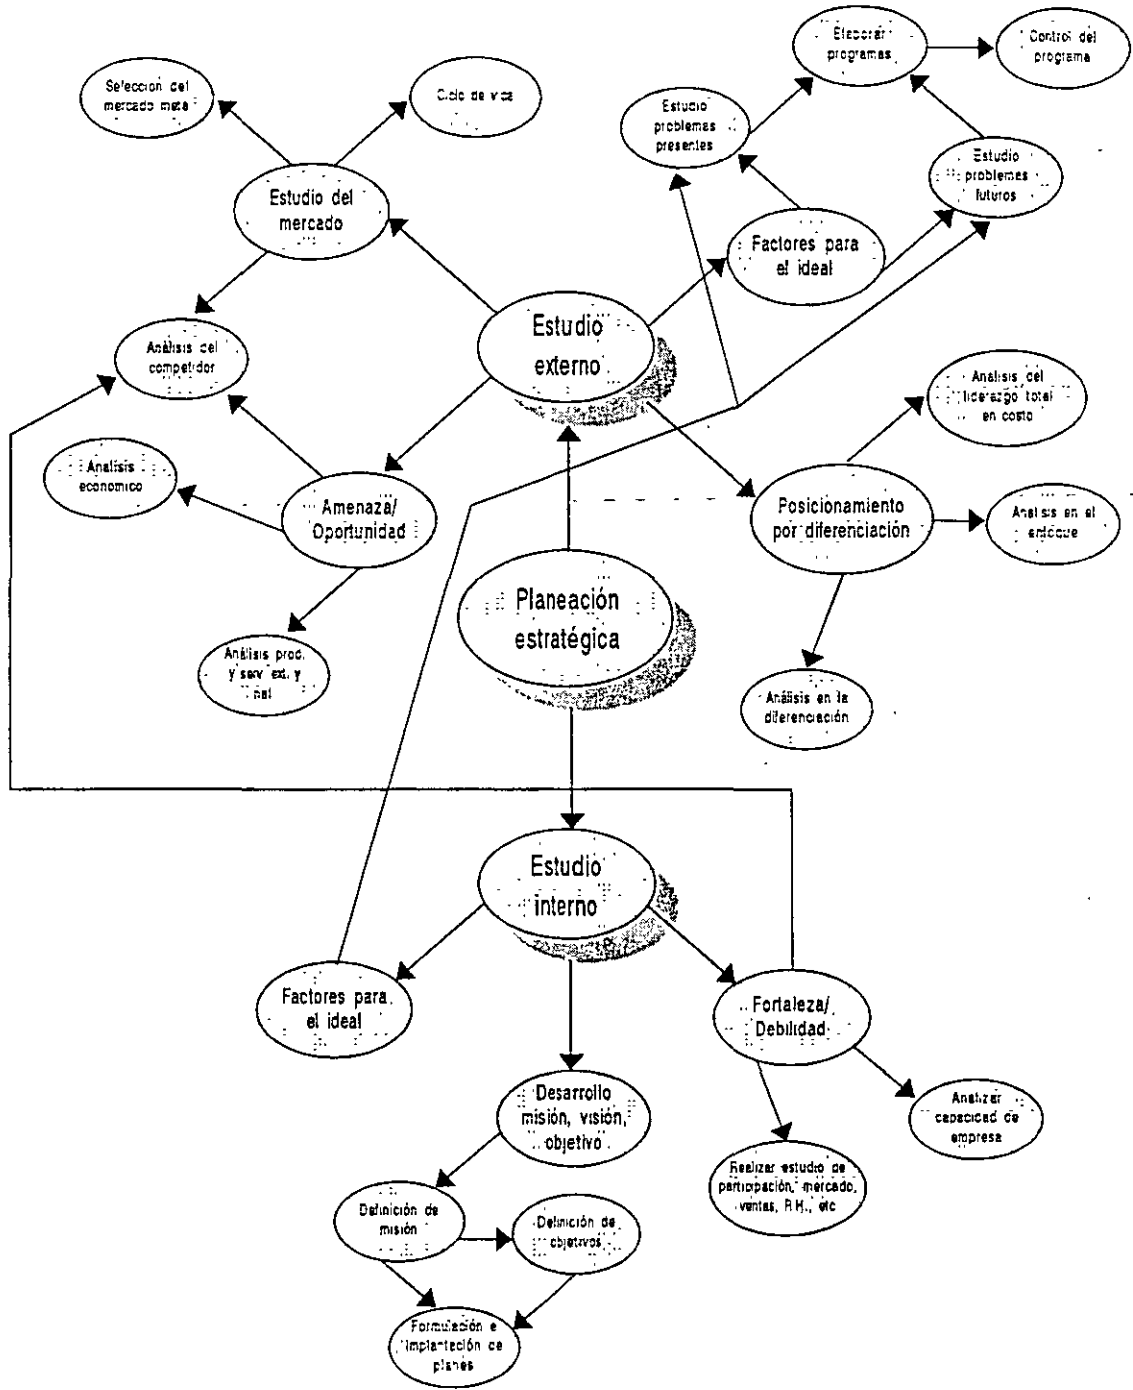 Elaborar
programas
Control del
programa
Selección del
mercado meta
Ciclo de vida
Estudio
problemas
presentes
Estudio
problemas
futuros
Estudio del
mercado
Factores para
el ideal
Estudio
externo
Análisis del
competidor
Análisis del
liderazgo total
en costo
Analisis
económico
Amenaza/
Oportunidad
Posicionamiento
por diferenciación
Analisis en el
enfoque
Planeación
estratégica
Análisis prod.
y serv. ext. y
nal
Análisis en la
diferenciación
Estudio
interno
Factores para
el ideal
Fortaleza/
Debilidad
Desarrollo
misión, visión,
objetivo
Analizar
capacidad de
empresa
Realizar estudio de
participación, mercado,
ventas, R.H., etc
Definición de
misión
Definición de
objetivos
Formulación e
implantación de
planes